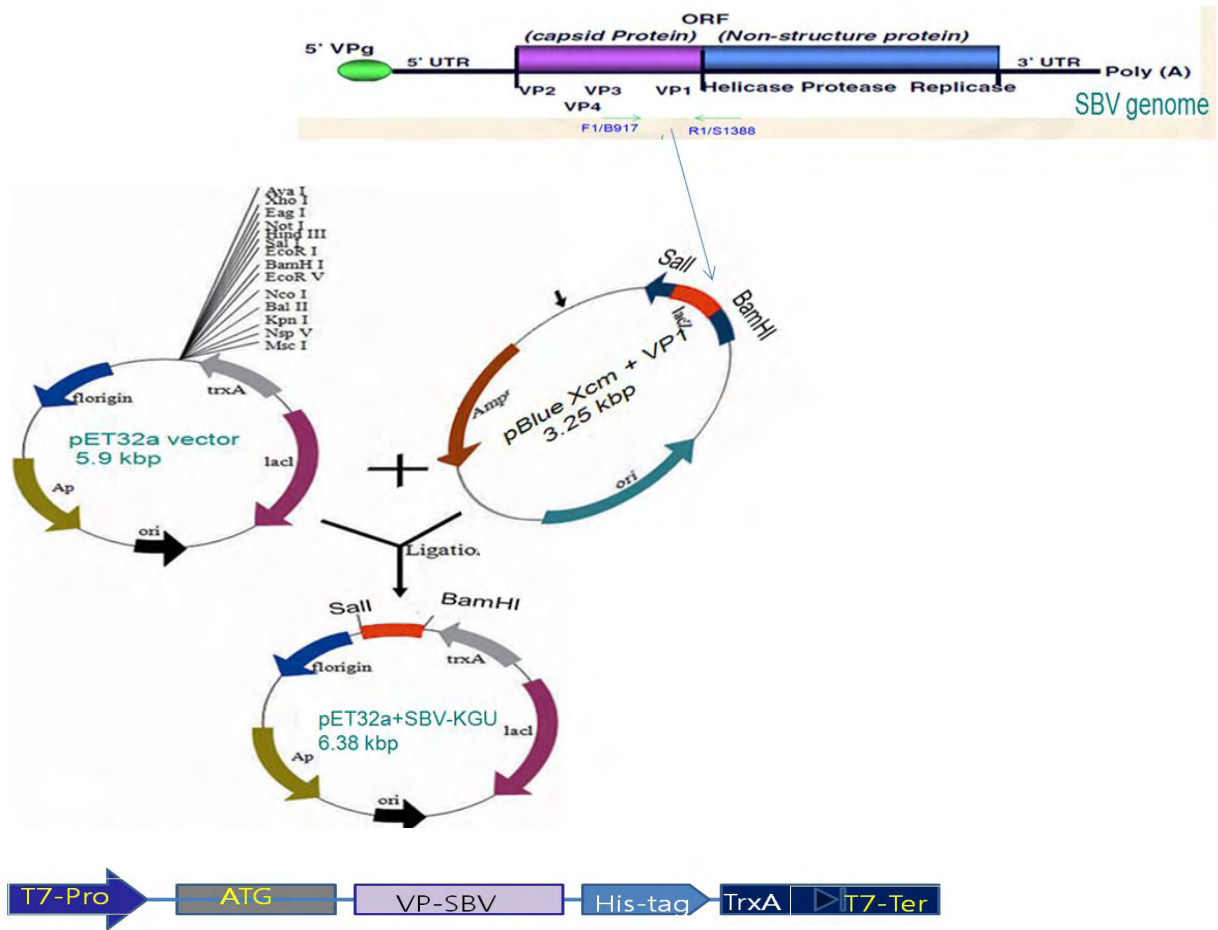 ORF
(capsid Protein) (Non-structure protein)
5' VPg
5' UTR
3' UTR
Poly (A)
VP2 VP3 VP1 Helicase Protease Replicase
VP4
SBV genome
F1/B917
R1/S1388
Ava I
Xho I
Eag I
Not I
Hind III
Sal I
EcoR I
BamH I
EcoR V
Nco I
Bal II
Kpn I
Nsp V
Msc I
florigin
trxA
pET32a vector
5.9 kbp
lacI
Ap
ori
SalI
BamHI
lacZ
pBlue Xcm + VP1
3.25 kbp
Ampr
ori
+
Ligatio.
SalI
BamHI
florigin
trxA
pET32a+SBV-KGU
6.38 kbp
lacI
Ap
ori
T7-Pro
ATG
VP-SBV
His-tag
TrxA
T7-Ter